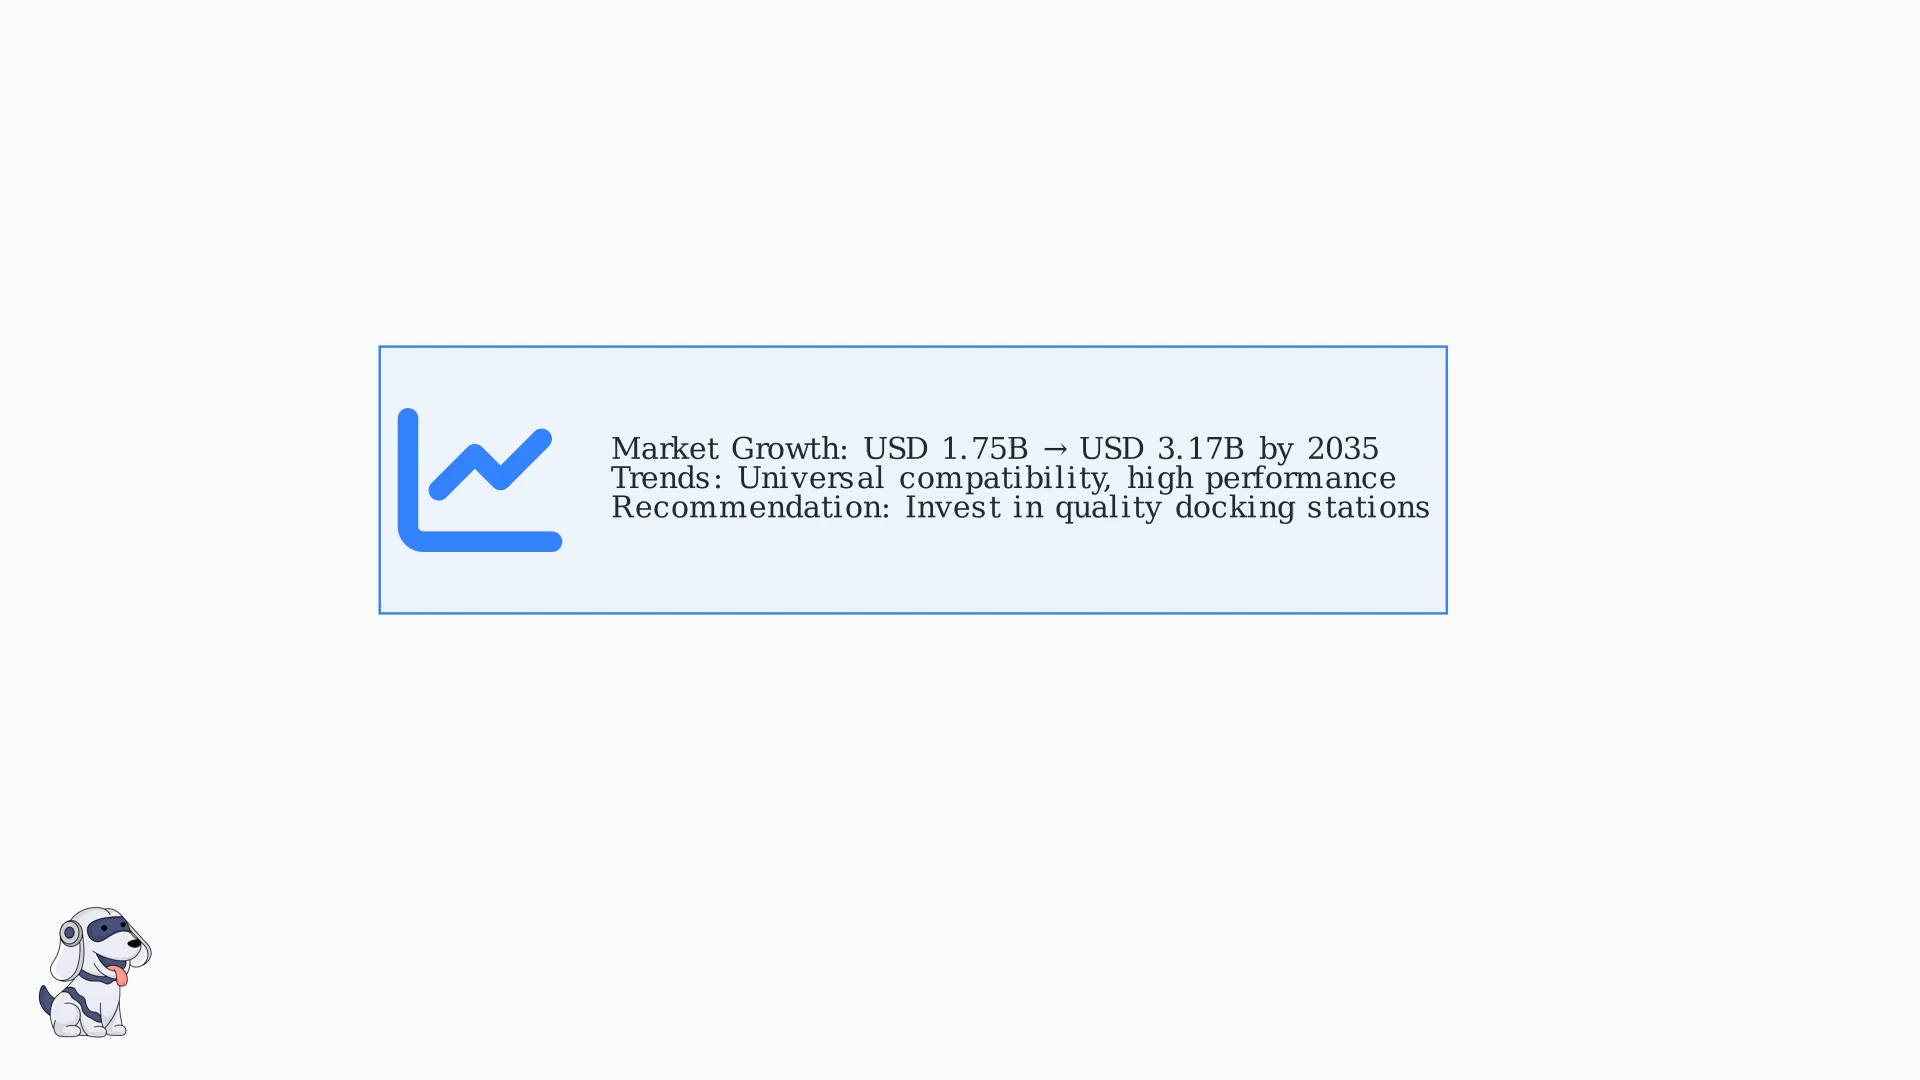 Market Growth: USD 1.75B → USD 3.17B by 2035
Trends: Universal compatibility, high performance
Recommendation: Invest in quality docking stations